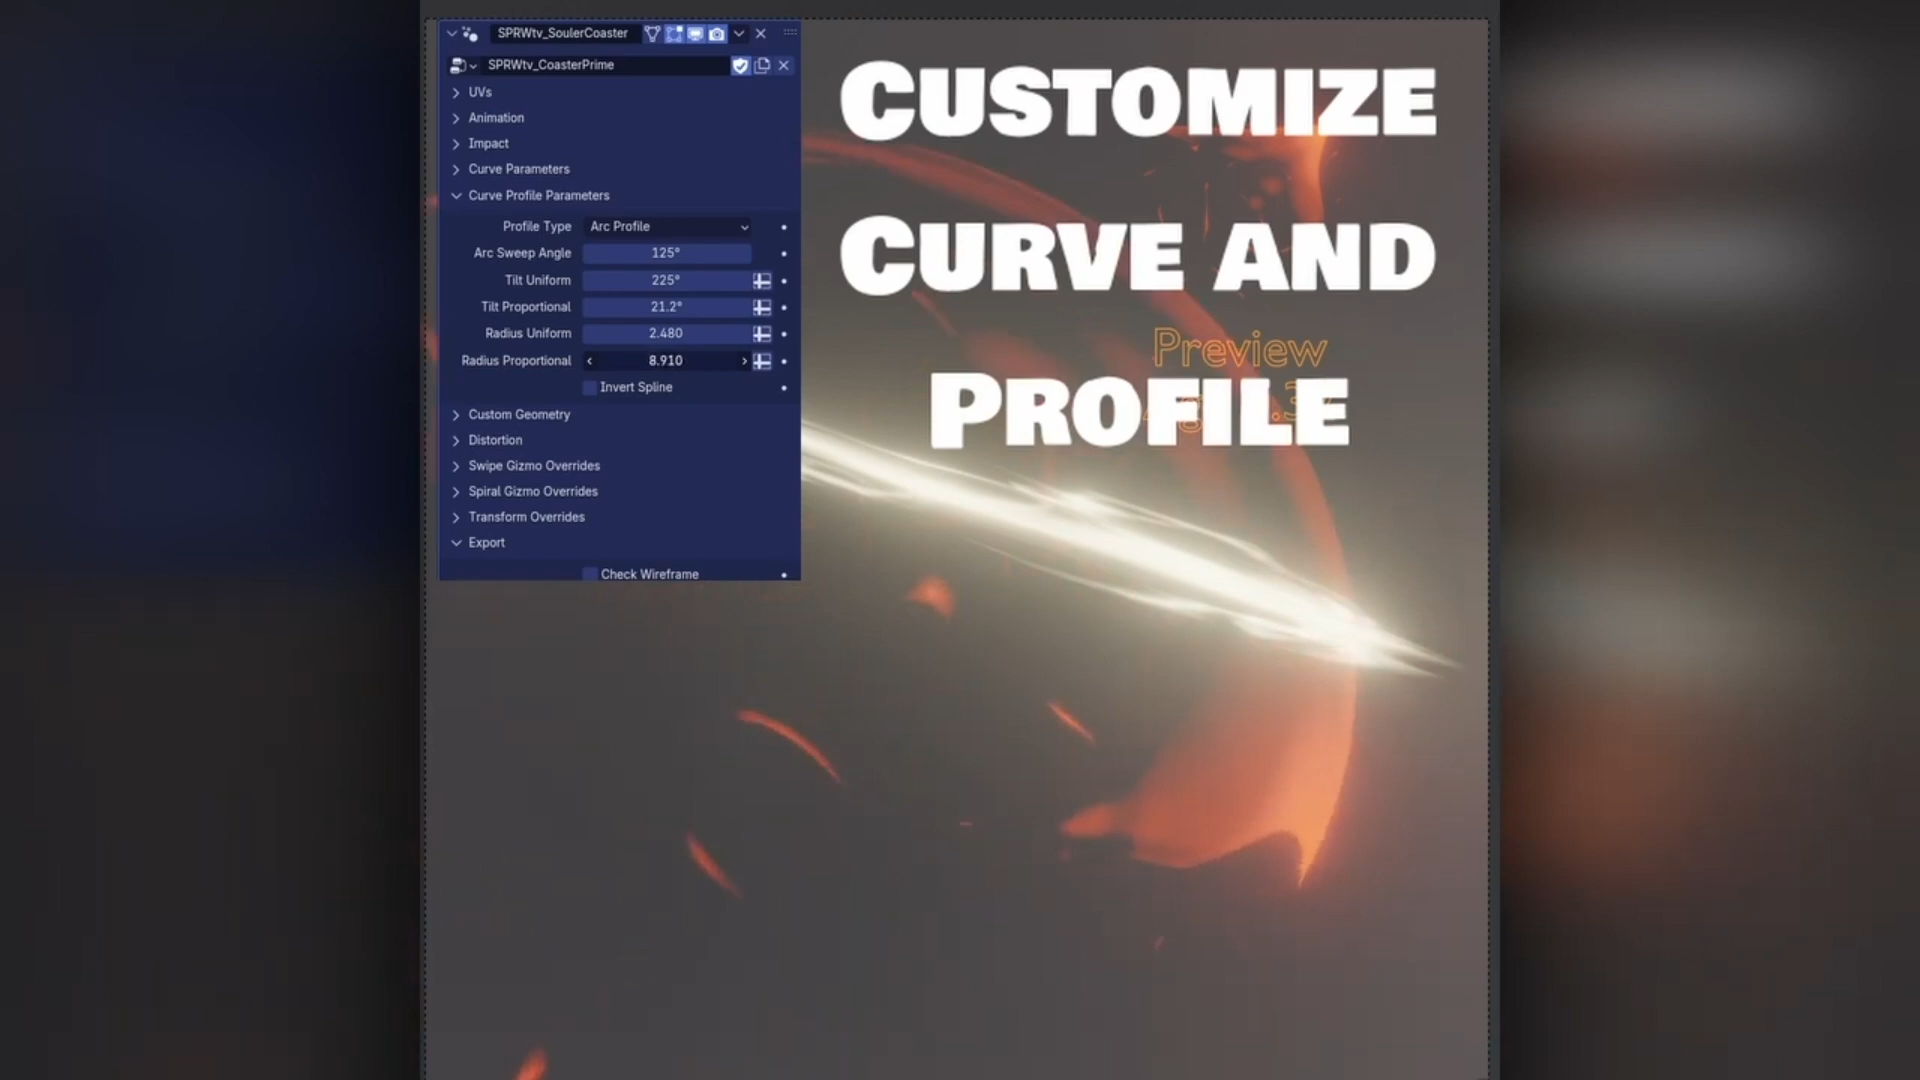 SPRWtv_SoulerCoaster
SPRWtv_CoasterPrime
UVs
Animation
Impact
Curve Parameters
Curve Profile Parameters
Profile Type Arc Profile
Arc Sweep Angle 125°
Tilt Uniform 225°
Tilt Proportional 21.2°
Radius Uniform 2.480
Radius Proportional 8.910
Invert Spline
Custom Geometry
Distortion
Swipe Gizmo Overrides
Spiral Gizmo Overrides
Transform Overrides
Export
Check Wireframe
CUSTOMIZE
CURVE AND
Preview
PROFILE